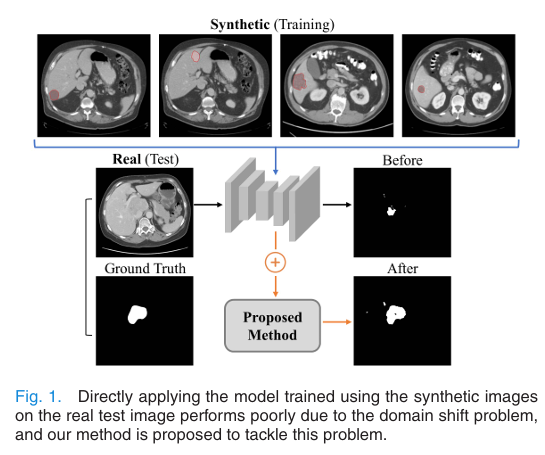 Synthetic (Training)
Real (Test)
Before
Ground Truth
After
Proposed
Method
Fig. 1. Directly applying the model trained using the synthetic images
on the real test image performs poorly due to the domain shift problem,
and our method is proposed to tackle this problem.